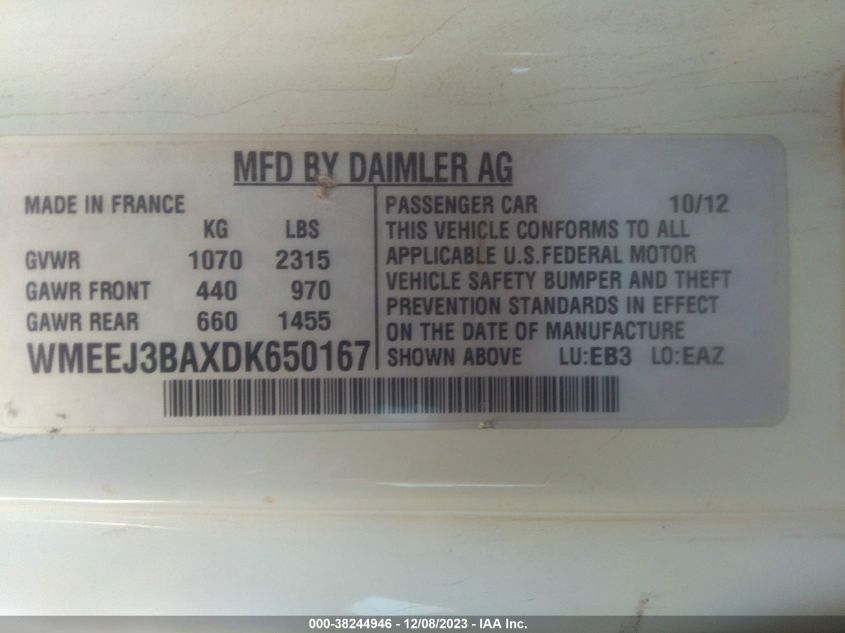 MFD BY DAIMLER AG
MADE IN FRANCE
KG LBS
GVWR 1070 2315
GAWR FRONT 440 970
GAWR REAR 660 1455
WMEEJ3BAXDK650167
PASSENGER CAR 10/12
THIS VEHICLE CONFORMS TO ALL
APPLICABLE U.S.FEDERAL MOTOR
VEHICLE SAFETY BUMPER AND THEFT
PREVENTION STANDARDS IN EFFECT
ON THE DATE OF MANUFACTURE
SHOWN ABOVE LU:EB3 LO:EAZ
000-38244946 - 12/08/2023 - IAA Inc.